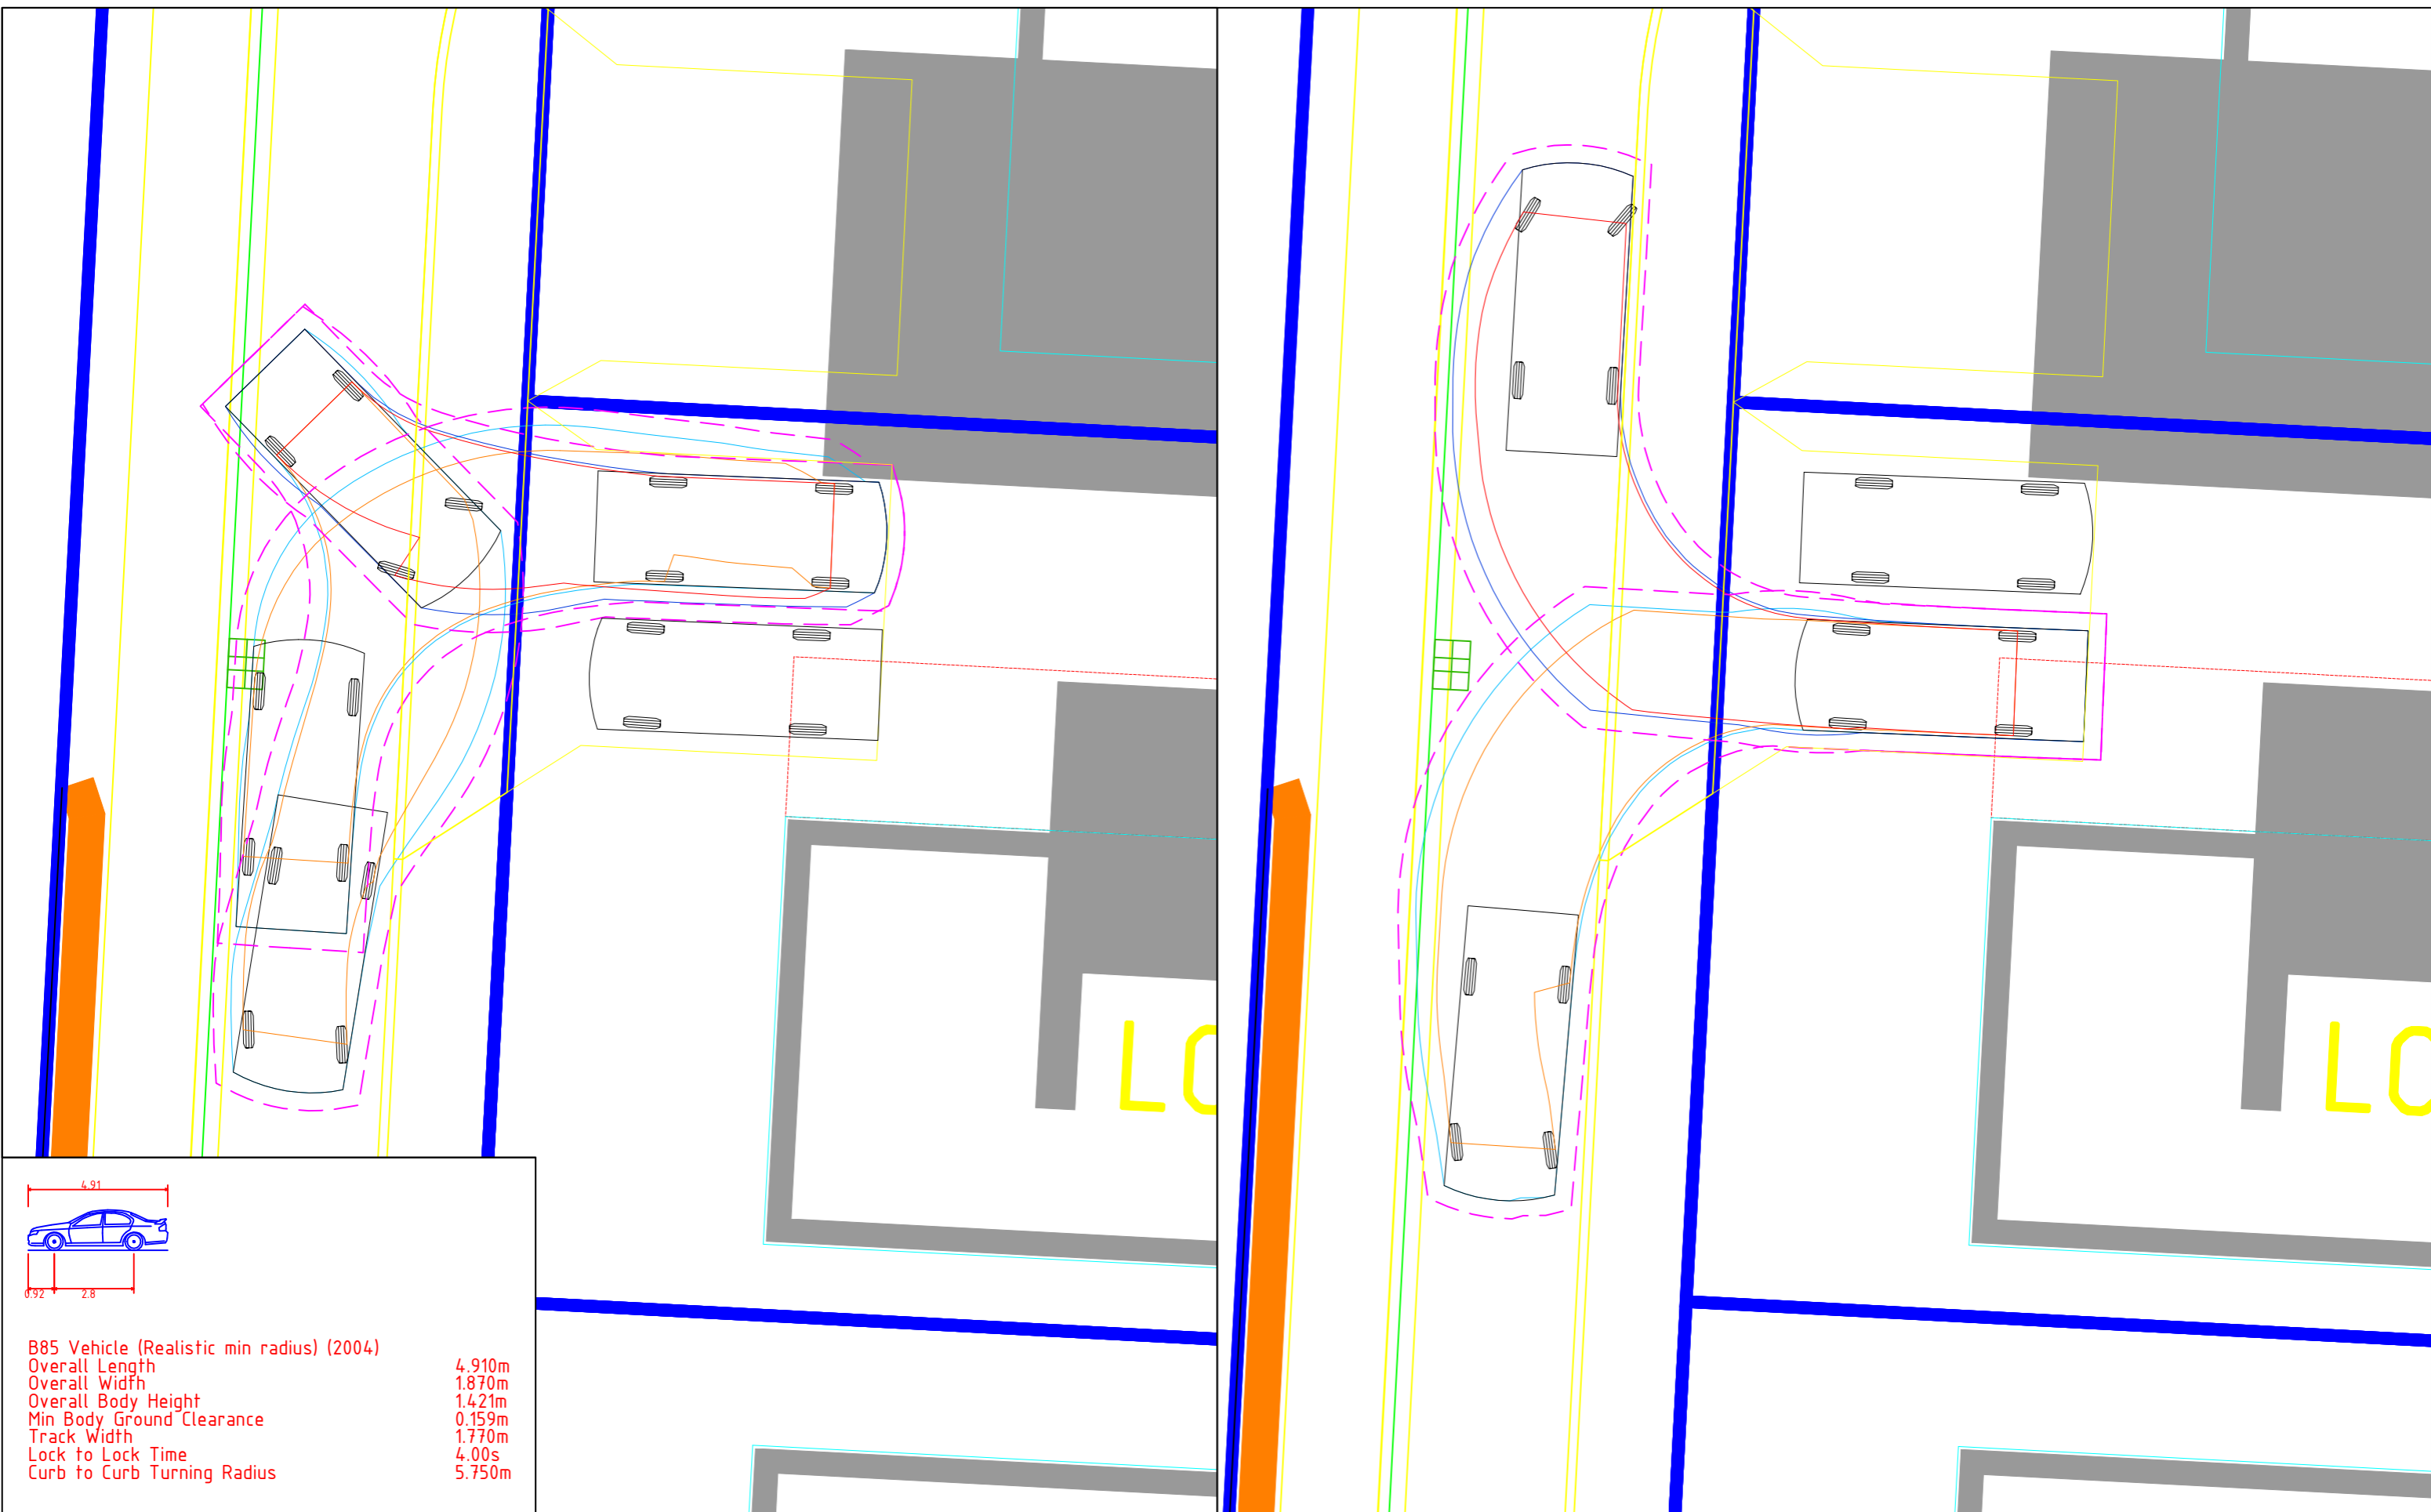 LO
LO
4.91
0.92 2.8
B85 Vehicle (Realistic min radius) (2004)
Overall Length 4.910m
Overall Width 1.870m
Overall Body Height 1.421m
Min Body Ground Clearance 0.159m
Track Width 1.770m
Lock to Lock Time 4.00s
Curb to Curb Turning Radius 5.750m